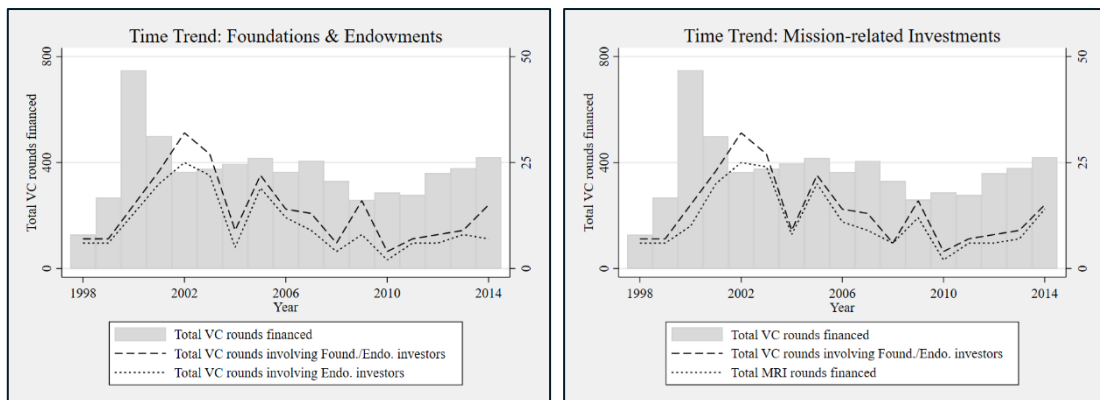 Time Trend: Foundations & Endowments
800
400
0
50
25
0
Total VC rounds financed
1998 2002 2006 2010 2014
Year
Total VC rounds financed
Total VC rounds involving Found./Endo. investors
Total VC rounds involving Endo. investors
Time Trend: Mission-related Investments
800
400
0
50
25
0
Total VC rounds financed
1998 2002 2006 2010 2014
Year
Total VC rounds financed
Total VC rounds involving Found./Endo. investors
Total MRI rounds financed